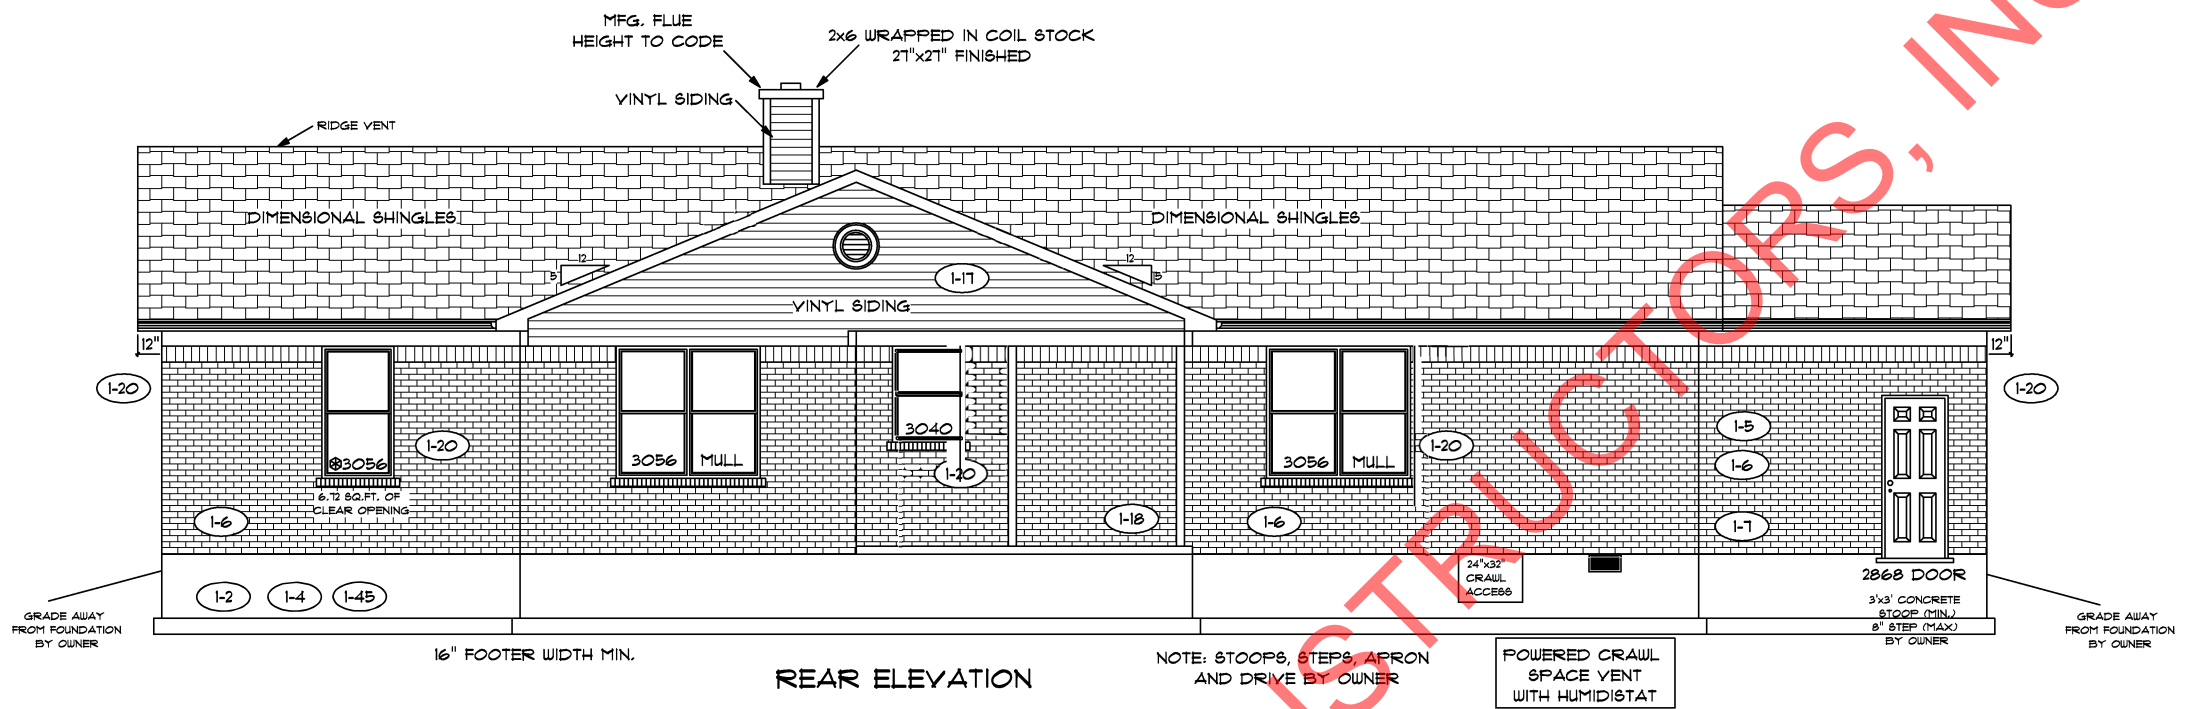 MFG. FLUE
HEIGHT TO CODE
2x6 WRAPPED IN COIL STOCK
27"x27" FINISHED
VINYL SIDING
RIDGE VENT
DIMENSIONAL SHINGLES
DIMENSIONAL SHINGLES
12
5
12
5
1-17
VINYL SIDING
12"
12"
1-20
1-20
3040
1-5
1-20
1-20
⊛3056
3056 MULL
3056 MULL
1-6
1-20
6.72 SQ.FT. OF
CLEAR OPENING
1-6
1-18
1-6
1-7
24"x32"
CRAWL
ACCESS
2868 DOOR
1-2
1-4
1-45
3'x3' CONCRETE
STOOP (MIN.)
8" STEP (MAX)
BY OWNER
GRADE AWAY
FROM FOUNDATION
BY OWNER
GRADE AWAY
FROM FOUNDATION
BY OWNER
16" FOOTER WIDTH MIN.
REAR ELEVATION
NOTE: STOOPS, STEPS, APRON
AND DRIVE BY OWNER
POWERED CRAWL
SPACE VENT
WITH HUMIDISTAT
STRUCTORS, INC